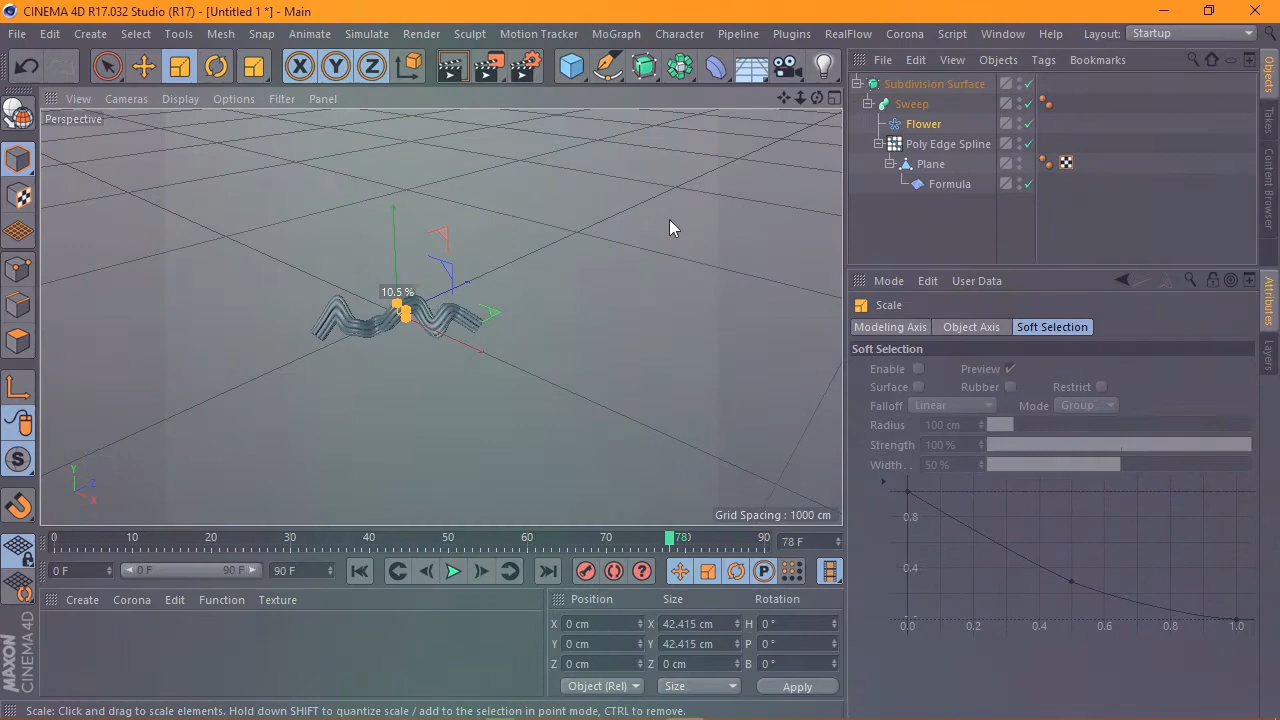 CINEMA 4D R17.032 Studio (R17) - [Untitled 1 *] - Main
File Edit Create Select Tools Mesh Snap Animate Simulate Render Sculpt Motion Tracker MoGraph Character Pipeline Plugins RealFlow Corona Script Window Help Layout: Startup
X Y Z
File Edit View Objects Tags Bookmarks
View Cameras Display Options Filter Panel
Perspective
Subdivision Surface
Sweep
Flower
Poly Edge Spline
Plane
Formula
Objects
Takes
Content Browser
10.5 %
Y
Z
X
Grid Spacing : 1000 cm
Mode Edit User Data
Scale
Modeling Axis Object Axis Soft Selection
Soft Selection
Enable Preview
Surface Rubber Restrict
Falloff Linear Mode Group
Radius 100 cm
Strength 100 %
Width . . 50 %
0.8
0.4
0.0 0.2 0.4 0.6 0.8 1.0
Attributes
Layers
S
0 10 20 30 40 50 60 70 78 90 78 F
0 F 0 F 90 F 90 F
P
Create Corona Edit Function Texture
Position Size Rotation
X 0 cm X 42.415 cm H 0 °
Y 0 cm Y 42.415 cm P 0 °
Z 0 cm Z 0 cm B 0 °
Object (Rel) Size Apply
MAXON
CINEMA 4D
Scale: Click and drag to scale elements. Hold down SHIFT to quantize scale / add to the selection in point mode, CTRL to remove.